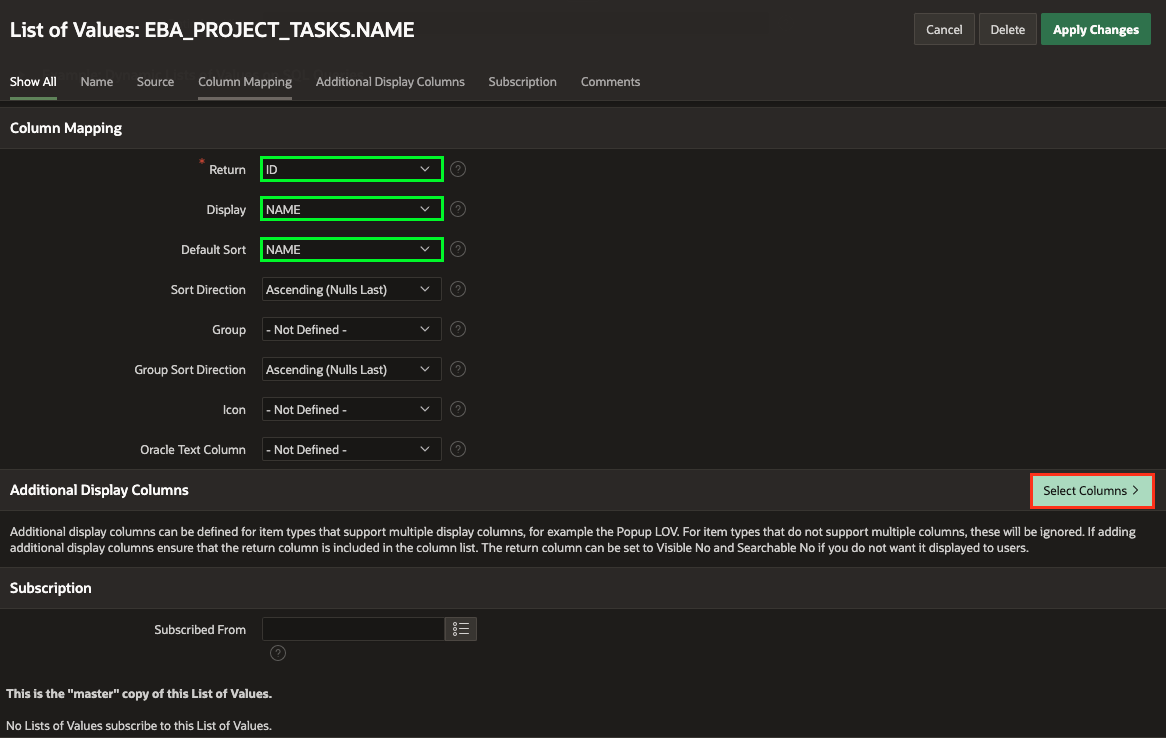 List of Values: EBA_PROJECT_TASKS.NAME
Cancel
Delete
Apply Changes
Show All
Name
Source
Column Mapping
Additional Display Columns
Subscription
Comments
Column Mapping
* Return
ID
?
Display
NAME
?
Default Sort
NAME
?
Sort Direction
Ascending (Nulls Last)
?
Group
- Not Defined -
?
Group Sort Direction
Ascending (Nulls Last)
?
Icon
- Not Defined -
?
Oracle Text Column
- Not Defined -
?
Additional Display Columns
Select Columns >
Additional display columns can be defined for item types that support multiple display columns, for example the Popup LOV. For item types that do not support multiple columns, these will be ignored. If adding
additional display columns ensure that the return column is included in the column list. The return column can be set to Visible No and Searchable No if you do not want it displayed to users.
Subscription
Subscribed From
?
This is the "master" copy of this List of Values.
No Lists of Values subscribe to this List of Values.